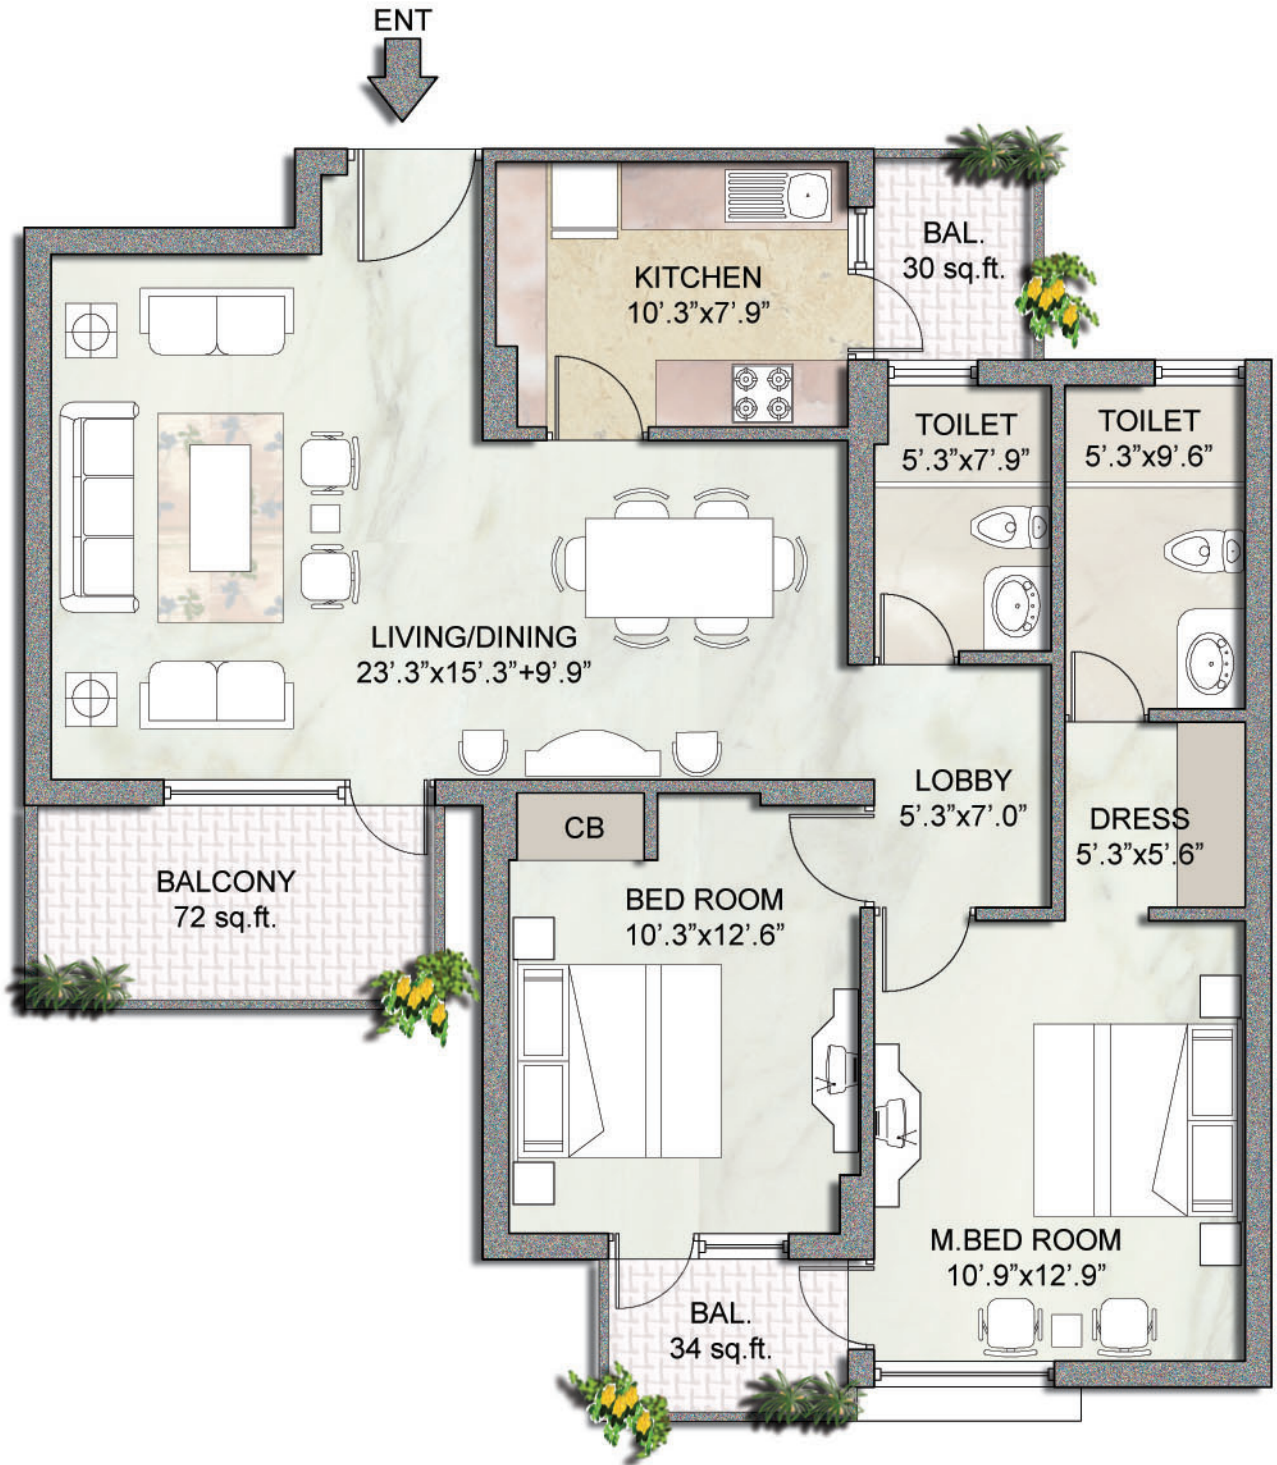 ENT
KITCHEN
10'.3"x7'.9"
BAL.
30 sq.ft.
TOILET
5'.3"x7'.9"
TOILET
5'.3"x9'.6"
LIVING/DINING
23'.3"x15'.3"+9'.9"
LOBBY
5'.3"x7'.0"
DRESS
5'.3"x5'.6"
CB
BALCONY
72 sq.ft.
BED ROOM
10'.3"x12'.6"
M.BED ROOM
10'.9"x12'.9"
BAL.
34 sq.ft.